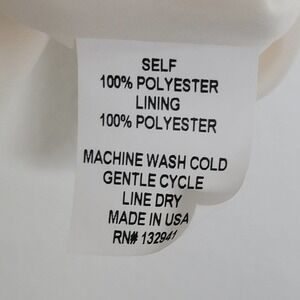 SELF
100% POLYESTER
LINING
100% POLYESTER
MACHINE WASH COLD
GENTLE CYCLE
LINE DRY
MADE IN USA
RN# 132941